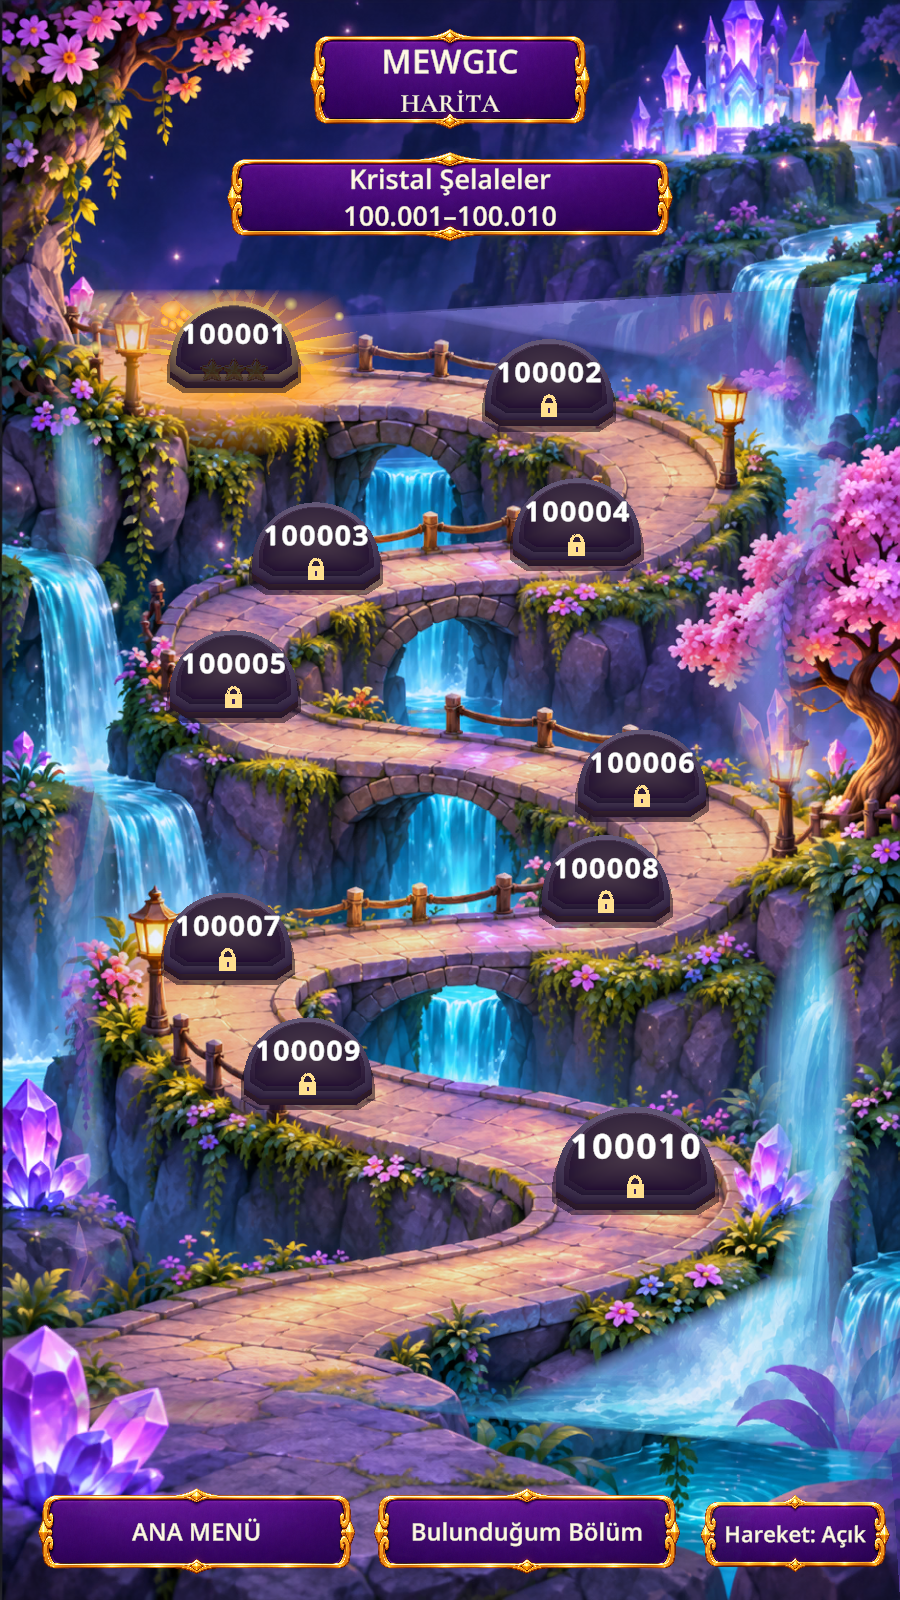 MEWGIC
HARİTA
Kristal Şelaleler
100.001–100.010
100001
100002
100003
100004
100005
100006
100007
100008
100009
100010
ANA MENÜ
Bulunduğum Bölüm
Hareket: Açık